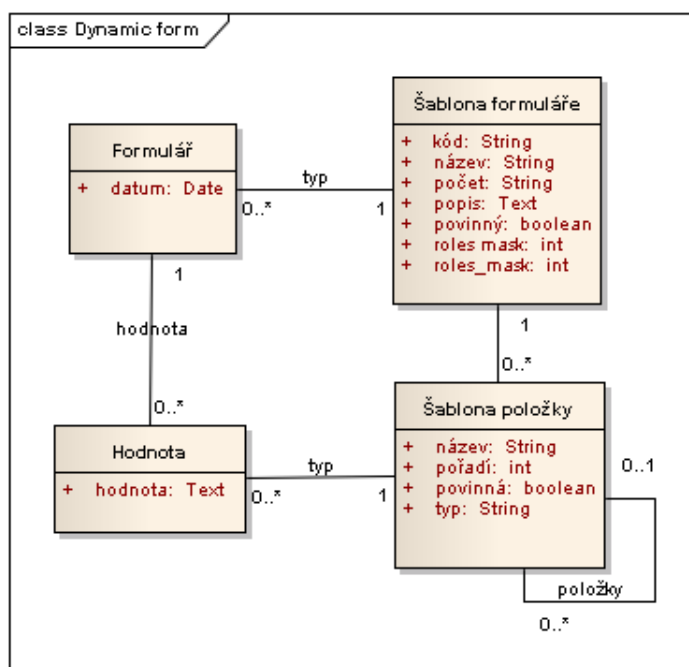 class Dynamic form
Formulář
+ datum: Date
typ
0..*
1
Šablona formuláře
+ kód: String
+ název: String
+ počet: String
+ popis: Text
+ povinný: boolean
+ roles mask: int
+ roles_mask: int
1
hodnota
0..*
1
0..*
Hodnota
+ hodnota: Text
typ
0..*
1
Šablona položky
+ název: String
+ pořadí: int
+ povinná: boolean
+ typ: String
0..1
položky
0..*